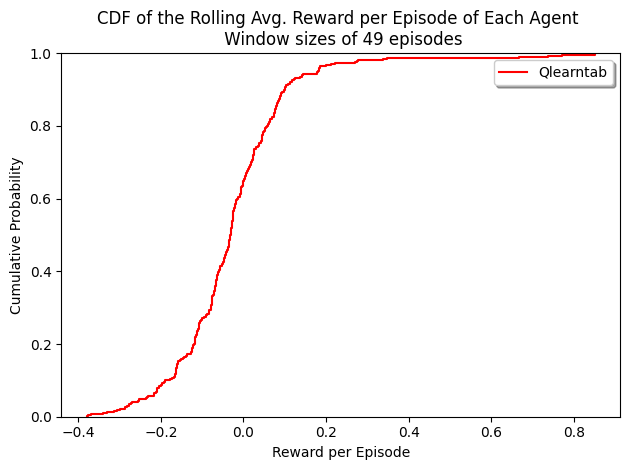 CDF of the Rolling Avg. Reward per Episode of Each Agent
Window sizes of 49 episodes
Qlearntab
1.0
0.8
0.6
0.4
0.2
0.0
Cumulative Probability
−0.4 −0.2 0.0 0.2 0.4 0.6 0.8
Reward per Episode